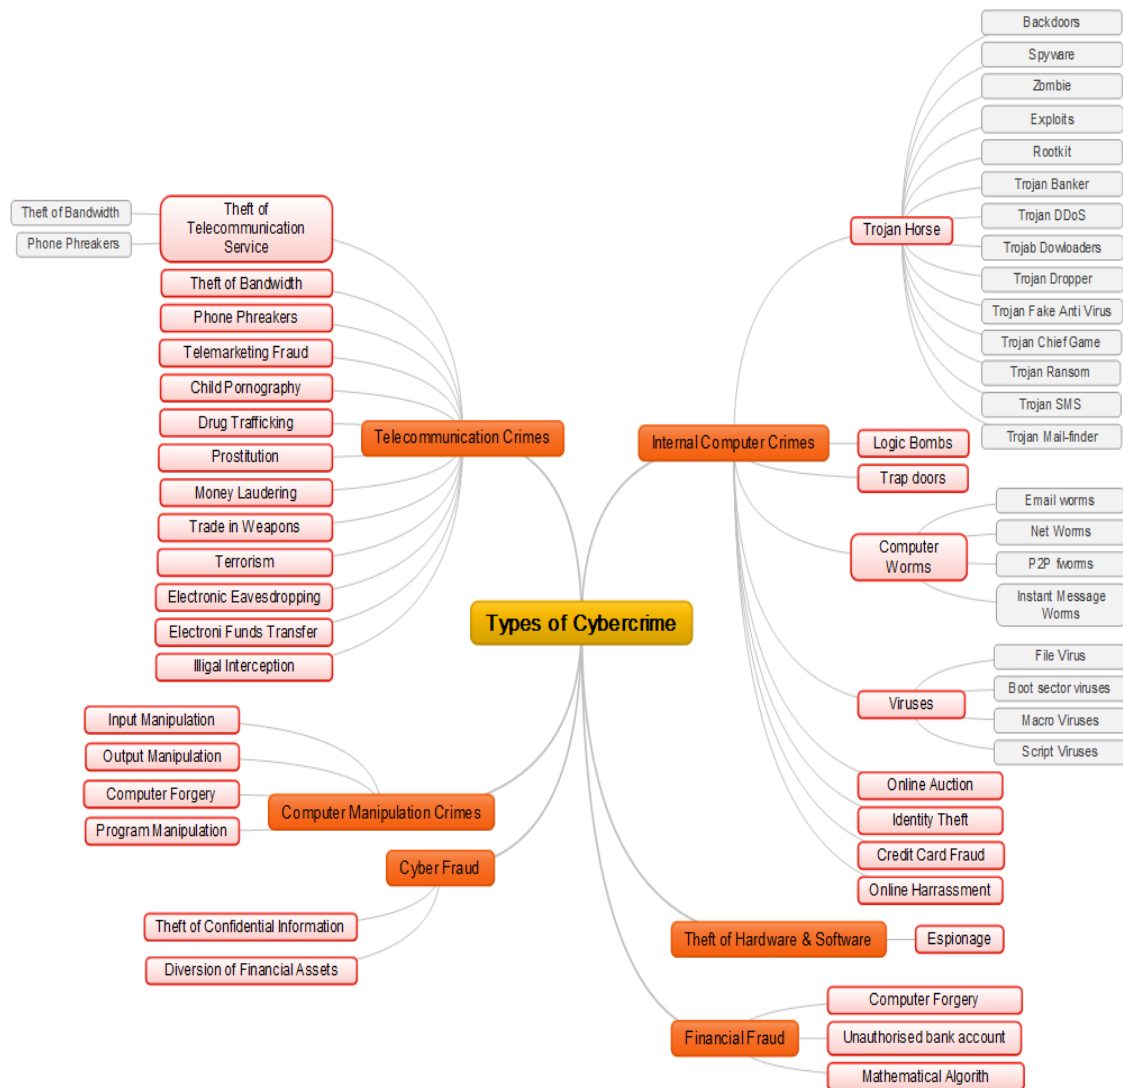 Types of Cybercrime
Telecommunication Crimes
Theft of
Telecommunication
Service
Theft of Bandwidth
Phone Phreakers
Theft of Bandwidth
Phone Phreakers
Telemarketing Fraud
Child Pornography
Drug Trafficking
Prostitution
Money Laudering
Trade in Weapons
Terrorism
Electronic Eavesdropping
Electroni Funds Transfer
Illigal Interception
Computer Manipulation Crimes
Input Manipulation
Output Manipulation
Computer Forgery
Program Manipulation
Cyber Fraud
Theft of Confidential Information
Diversion of Financial Assets
Internal Computer Crimes
Trojan Horse
Backdoors
Spyware
Zombie
Exploits
Rootkit
Trojan Banker
Trojan DDoS
Trojab Dowloaders
Trojan Dropper
Trojan Fake Anti Virus
Trojan Chief Game
Trojan Ransom
Trojan SMS
Trojan Mail-finder
Logic Bombs
Trap doors
Computer
Worms
Email worms
Net Worms
P2P fworms
Instant Message
Worms
Viruses
File Virus
Boot sector viruses
Macro Viruses
Script Viruses
Online Auction
Identity Theft
Credit Card Fraud
Online Harrassment
Theft of Hardware & Software
Espionage
Financial Fraud
Computer Forgery
Unauthorised bank account
Mathematical Algorith